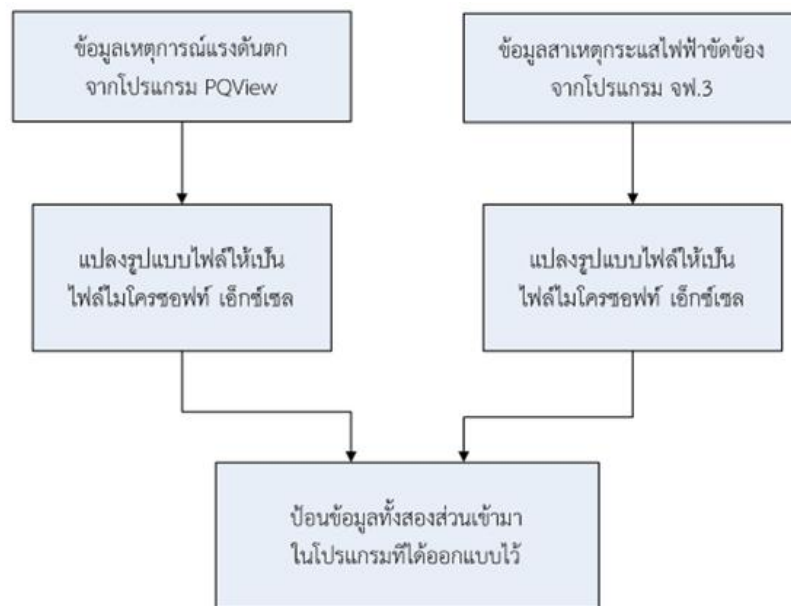 ข้อมูลเหตุการณ์แรงดันตก
จากโปรแกรม PQView
ข้อมูลสาเหตุกระแสไฟฟ้าขัดข้อง
จากโปรแกรม จฟ.3
แปลงรูปแบบไฟล์ให้เป็น
ไฟล์ไมโครซอฟท์ เอ็กซ์เซล
แปลงรูปแบบไฟล์ให้เป็น
ไฟล์ไมโครซอฟท์ เอ็กซ์เซล
ป้อนข้อมูลทั้งสองส่วนเข้ามา
ในโปรแกรมที่ได้ออกแบบไว้